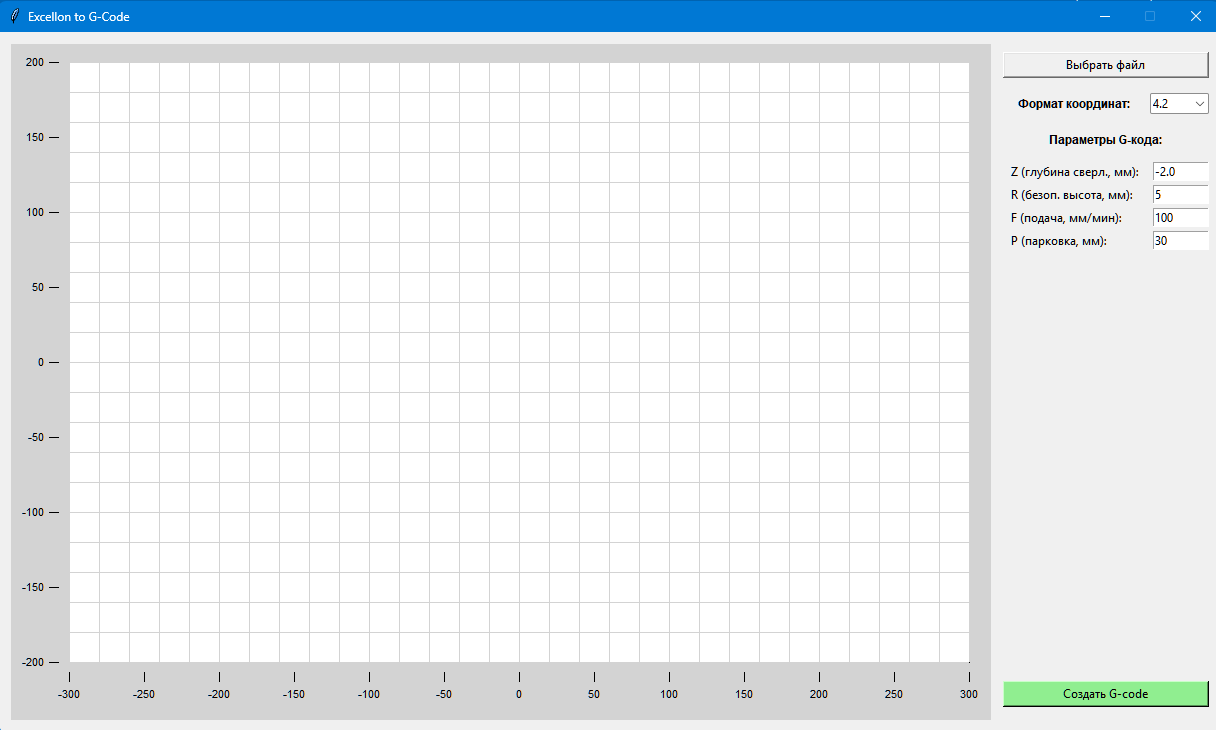 Excellon to G-Code
200
150
100
50
0
-50
-100
-150
-200
-300 -250 -200 -150 -100 -50 0 50 100 150 200 250 300
Выбрать файл
Формат координат: 4.2
Параметры G-кода:
Z (глубина сверл., мм): -2.0
R (безоп. высота, мм): 5
F (подача, мм/мин): 100
P (парковка, мм): 30
Создать G-code